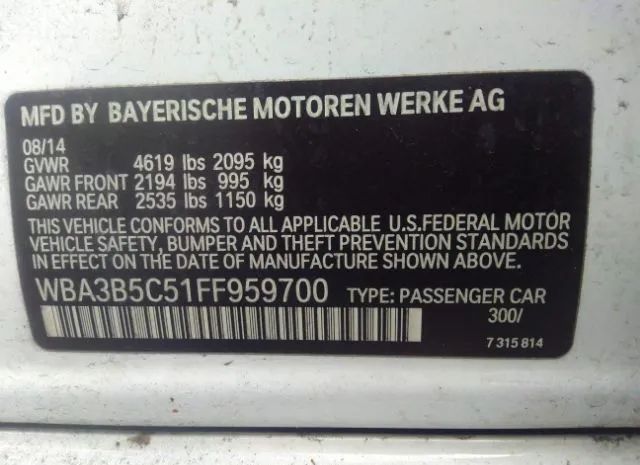 MFD BY BAYERISCHE MOTOREN WERKE AG
08/14
GVWR 4619 lbs 2095 kg
GAWR FRONT 2194 lbs 995 kg
GAWR REAR 2535 lbs 1150 kg
THIS VEHICLE CONFORMS TO ALL APPLICABLE U.S.FEDERAL MOTOR
VEHICLE SAFETY, BUMPER AND THEFT PREVENTION STANDARDS
IN EFFECT ON THE DATE OF MANUFACTURE SHOWN ABOVE.
WBA3B5C51FF959700 TYPE: PASSENGER CAR
300/
7 315 814